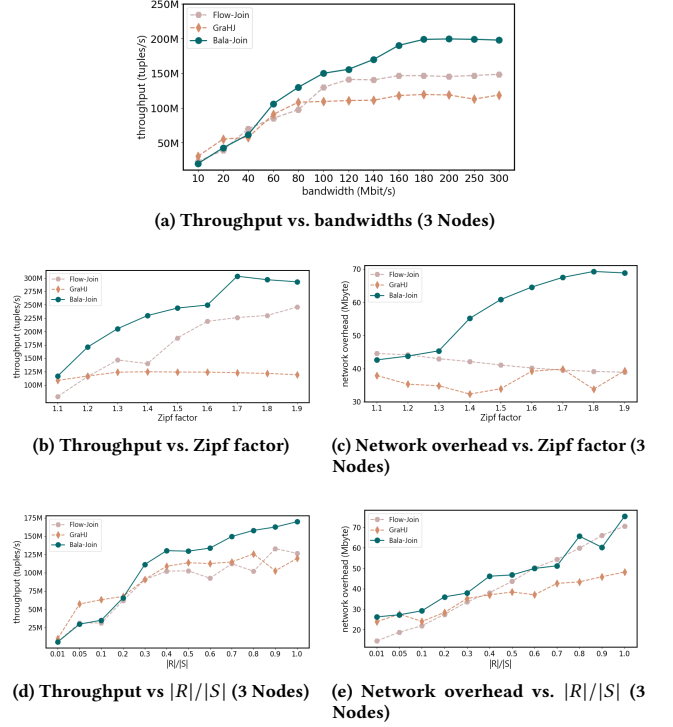 250M
200M
150M
100M
50M
throughput (tuples/s)
Flow-Join
GraHJ
Bala-Join
10 20 40 60 80 100 120 140 160 180 200 250 300
bandwidth (Mbit/s)
(a) Throughput vs. bandwidths (3 Nodes)
300M
275M
250M
225M
200M
175M
150M
125M
100M
throughput (tuples/s)
Flow-Join
GraHJ
Bala-Join
1.1 1.2 1.3 1.4 1.5 1.6 1.7 1.8 1.9
Zipf factor
(b) Throughput vs. Zipf factor)
70
60
50
40
30
network overhead (Mbyte)
Flow-Join
GraHJ
Bala-Join
1.1 1.2 1.3 1.4 1.5 1.6 1.7 1.8 1.9
Zipf factor
(c) Network overhead vs. Zipf factor (3
Nodes)
175M
150M
125M
100M
75M
50M
25M
throughput (tuples/s)
Flow-Join
GraHJ
Bala-Join
0.01 0.05 0.1 0.2 0.3 0.4 0.5 0.6 0.7 0.8 0.9 1.0
|R|/|S|
(d) Throughput vs |R|/|S| (3 Nodes)
70
60
50
40
30
20
network overhead (Mbyte)
Flow-Join
GraHJ
Bala-Join
0.01 0.05 0.1 0.2 0.3 0.4 0.5 0.6 0.7 0.8 0.9 1.0
|R|/|S|
(e) Network overhead vs. |R|/|S| (3
Nodes)